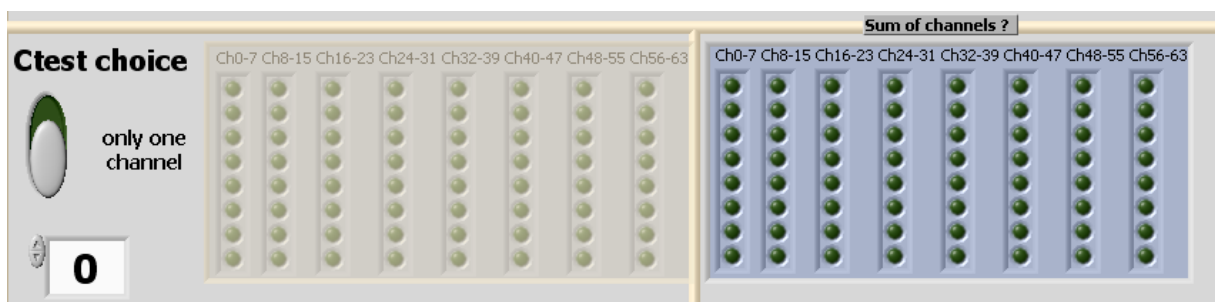 Sum of channels ?
Ctest choice
Ch0-7 Ch8-15 Ch16-23 Ch24-31 Ch32-39 Ch40-47 Ch48-55 Ch56-63
Ch0-7 Ch8-15 Ch16-23 Ch24-31 Ch32-39 Ch40-47 Ch48-55 Ch56-63
only one
channel
0